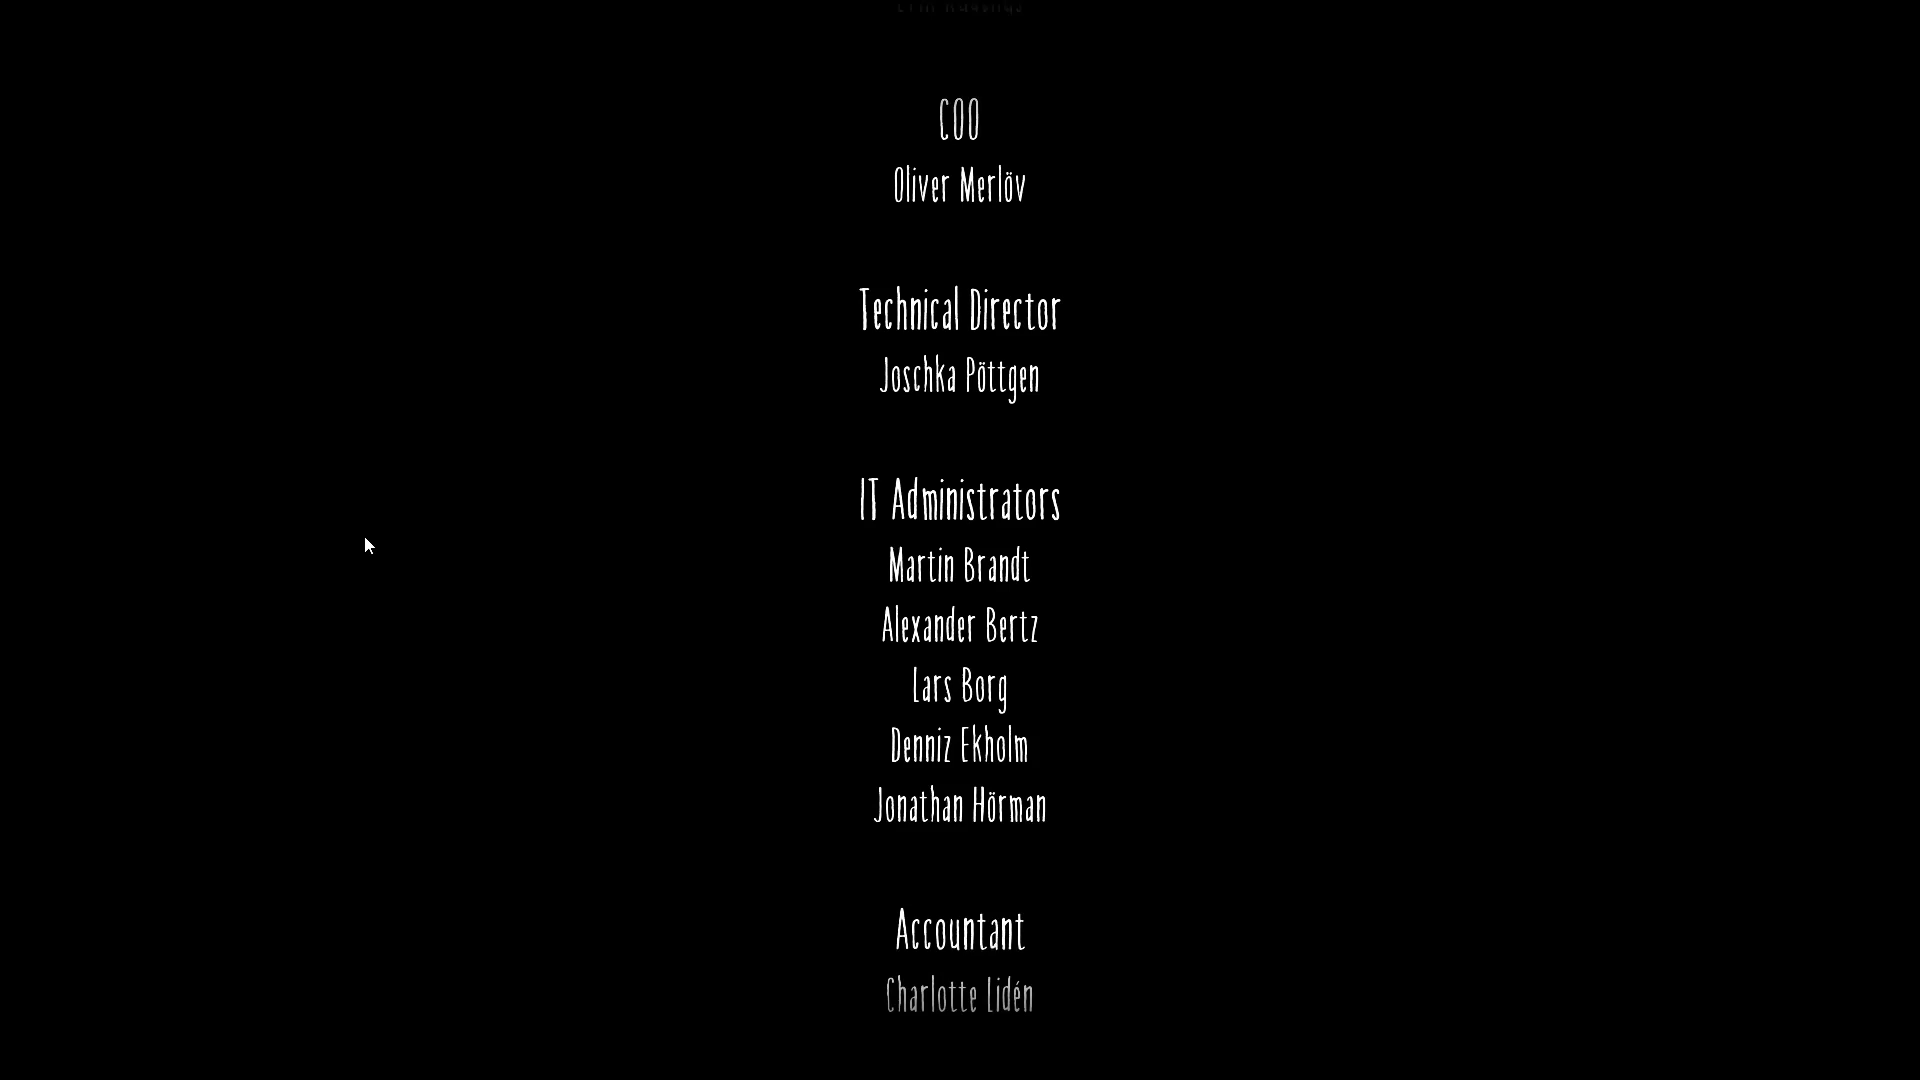 COO
Oliver Merlöv
Technical Director
Joschka Pöttgen
IT Administrators
Martin Brandt
Alexander Bertz
Lars Borg
Denniz Ekholm
Jonathan Hörman
Accountant
Charlotte Lidén